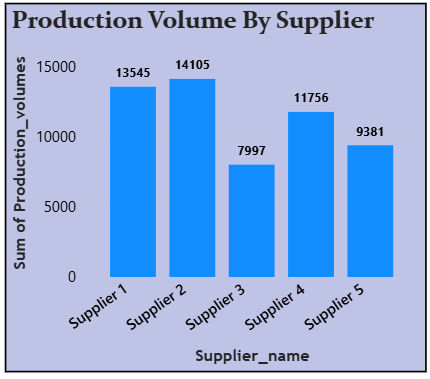 Production Volume By Supplier
Sum of Production_volumes
15000
10000
5000
0
13545
14105
7997
11756
9381
Supplier 1
Supplier 2
Supplier 3
Supplier 4
Supplier 5
Supplier_name